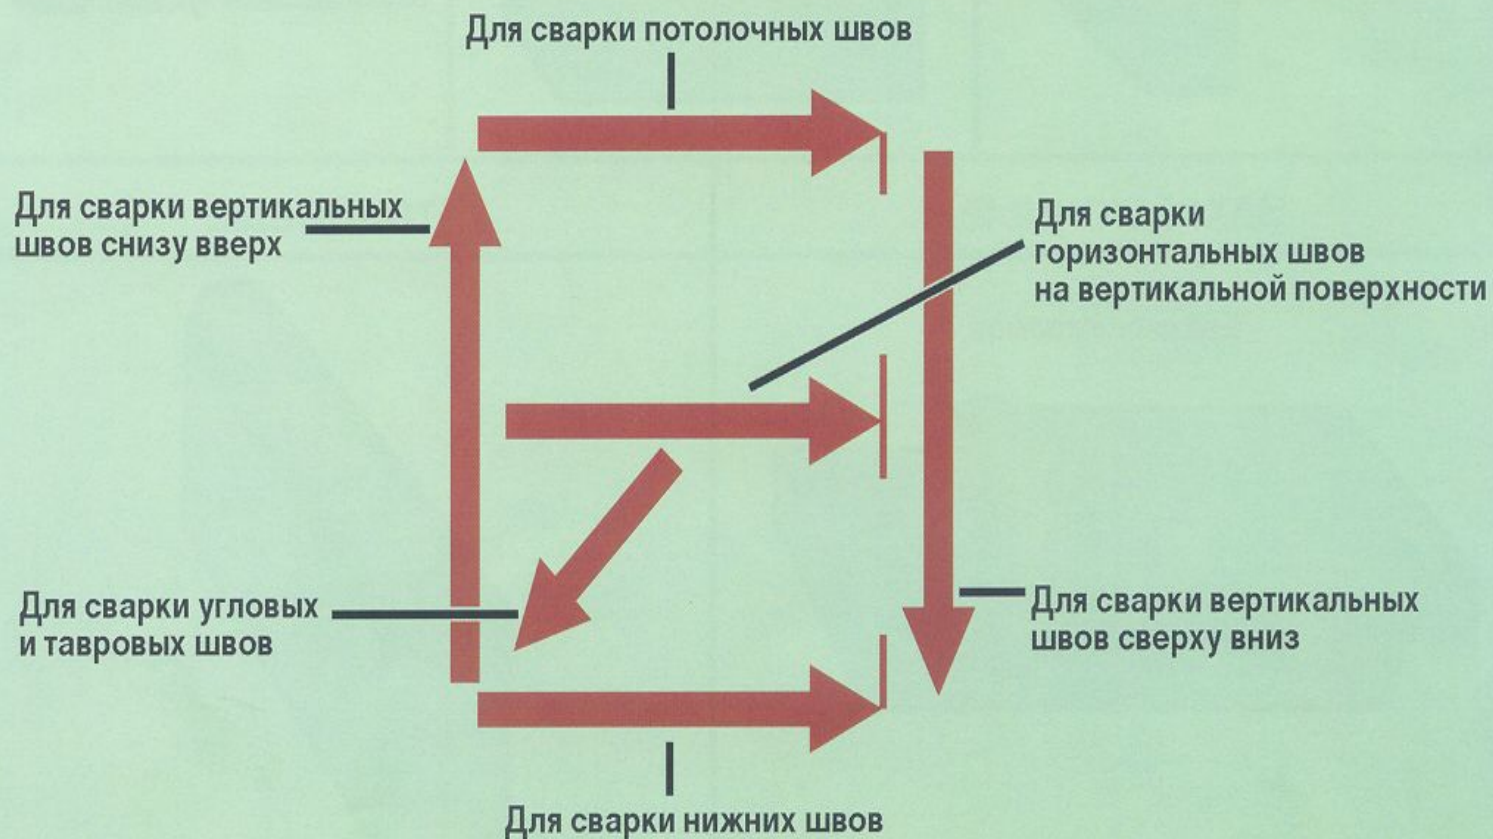 Для сварки потолочных швов
Для сварки вертикальных
швов снизу вверх
Для сварки
горизонтальных швов
на вертикальной поверхности
Для сварки угловых
и тавровых швов
Для сварки вертикальных
швов сверху вниз
Для сварки нижних швов